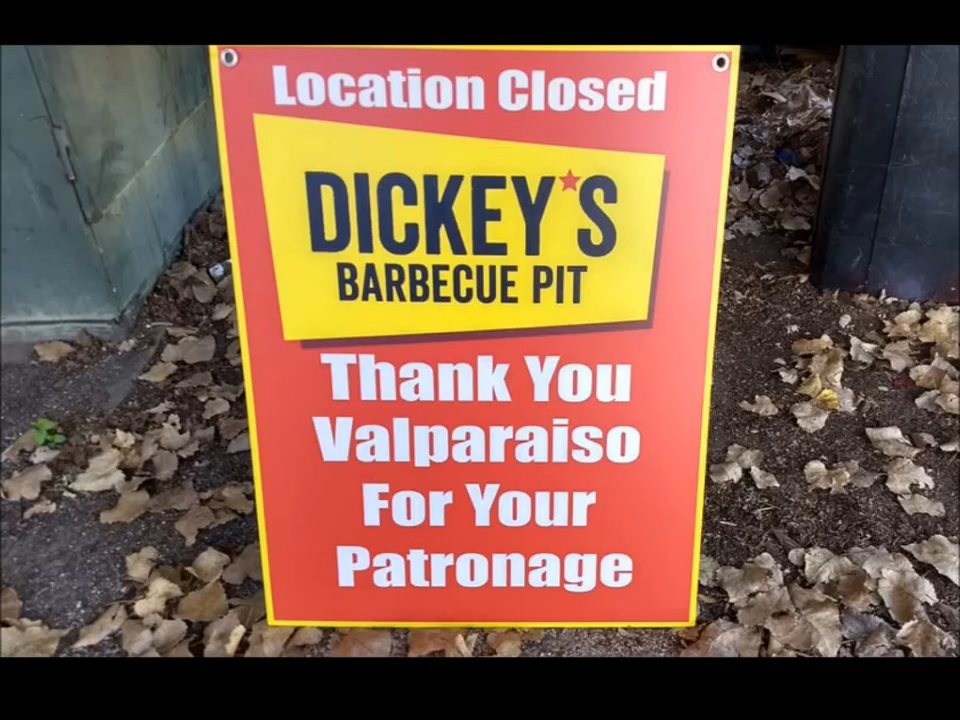 Location Closed
DICKEY'S
BARBECUE PIT
Thank You
Valparaiso
For Your
Patronage